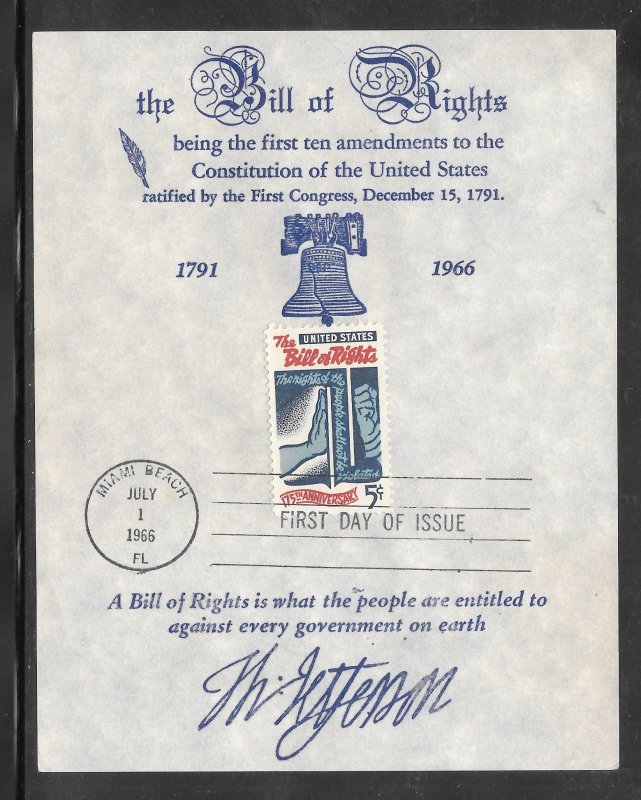 the Bill of Rights
being the first ten amendments to the
Constitution of the United States
ratified by the First Congress, December 15, 1791.
1791 1966
UNITED STATES
The
Bill of Rights
The rights of the
people shall not be
violated
175TH ANNIVERSARY
5¢
MIAMI BEACH
JULY
1
1966
FL
FIRST DAY OF ISSUE
A Bill of Rights is what the people are entitled to
against every government on earth
Th. Jefferson